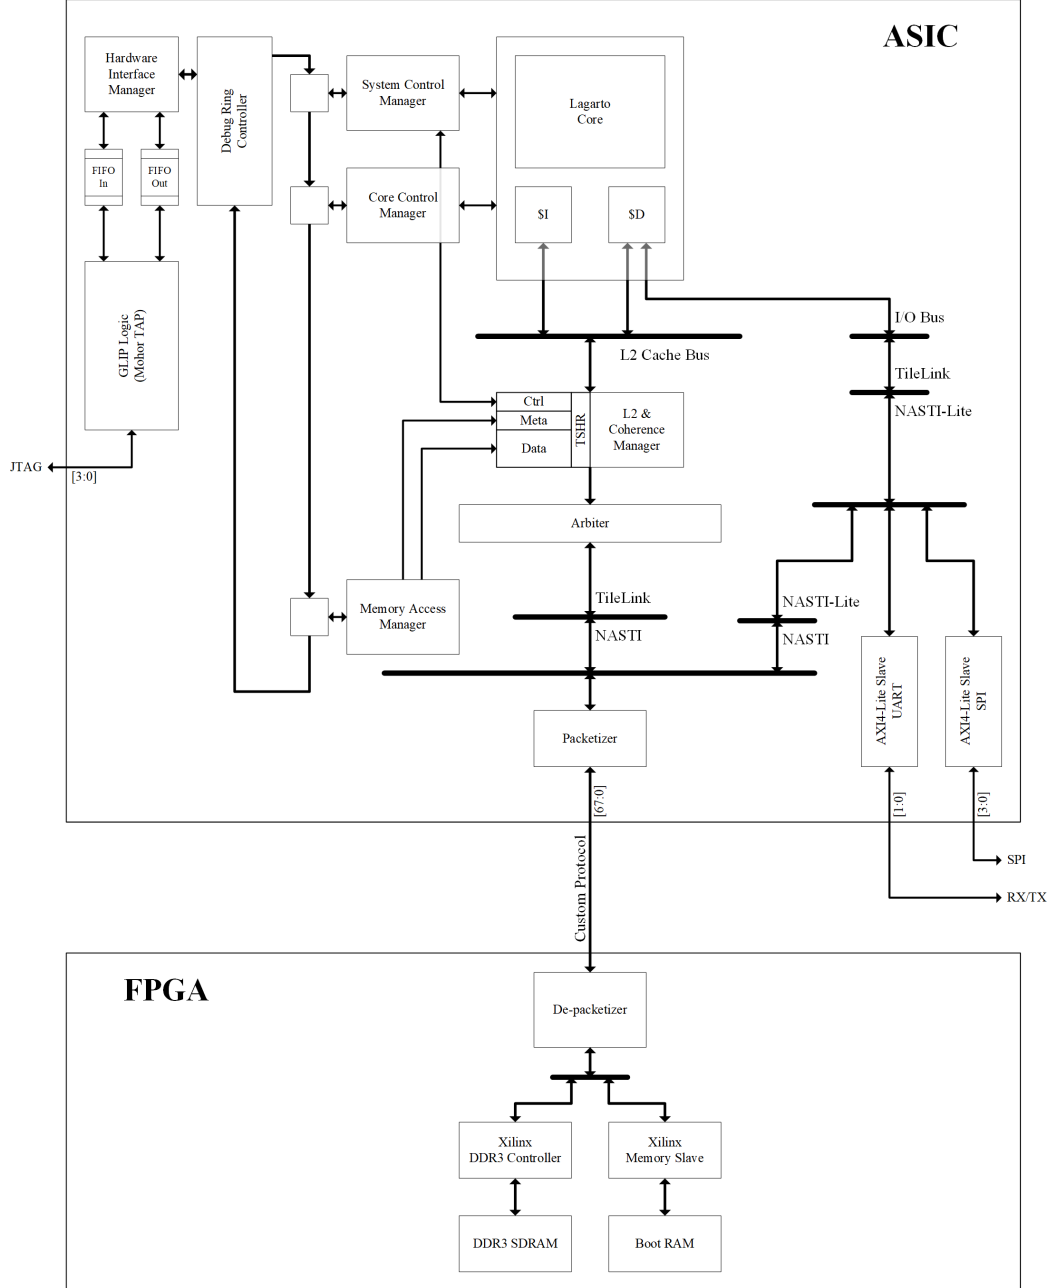 ASIC
Hardware
Interface
Manager
Debug Ring
Controller
System Control
Manager
Lagarto
Core
FIFO
In
FIFO
Out
Core Control
Manager
$I
$D
GLIP Logic
(Mohor TAP)
I/O Bus
L2 Cache Bus
TileLink
NASTI-Lite
Ctrl
Meta
Data
TSHR
L2 &
Coherence
Manager
JTAG
[3:0]
Arbiter
Memory Access
Manager
TileLink
NASTI
NASTI-Lite
NASTI
AXI4-Lite Slave
UART
AXI4-Lite Slave
SPI
Packetizer
[67:0]
[1:0]
[3:0]
Custom Protocol
SPI
RX/TX
FPGA
De-packetizer
Xilinx
DDR3 Controller
Xilinx
Memory Slave
DDR3 SDRAM
Boot RAM